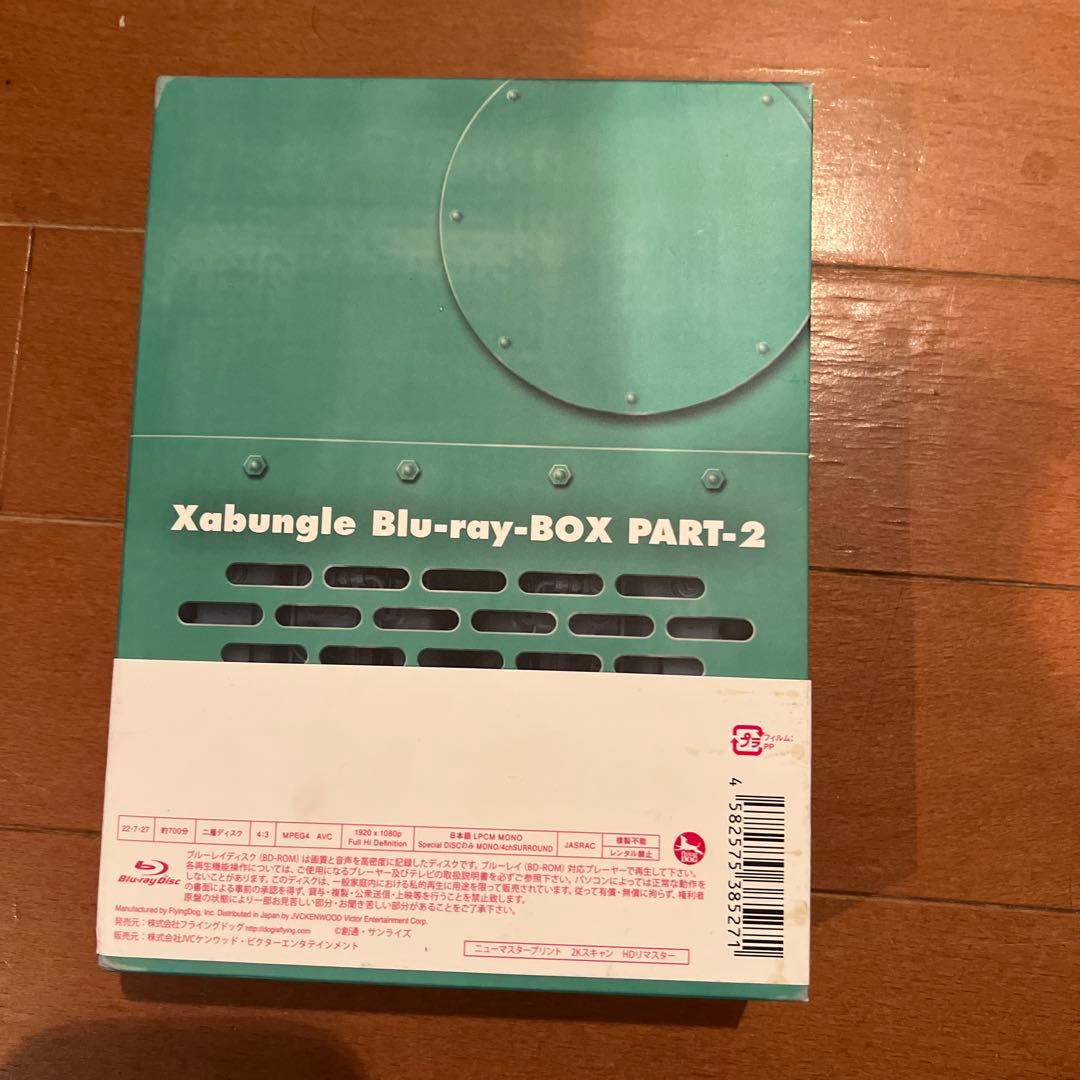 Xabungle Blu-ray-BOX PART-2
プラ
フィルム:
PP
4 582575 385271
22・7・27 約700分 二層ディスク 4:3 MPEG4 AVC 1920 x 1080p Full Hi Definition 日本語 LPCM MONO Special DISCのみ MONO/4chSURROUND JASRAC 複製不能 レンタル禁止
DOG
Blu-ray Disc
ブルーレイディスク (BD-ROM) は画質と音声を高密度に記録したディスクです。ブルーレイ (BD-ROM) 対応プレーヤーで再生して下さい。
各再生機能操作については、ご使用になるプレーヤー及びテレビの取扱説明書を必ずご参照下さい。パソコンによっては正常な動作を
しないことがあります。このディスクは、一般家庭内における私的再生に用途を限って販売されています。従って有償・無償に拘らず、権利者
の書面による事前の承認を得ず、貸与・複製・公衆送信・上映等を行うことを禁止致します。
原盤の状態により一部お見苦しい部分・お聞き苦しい部分があることをご了承下さい。
Manufactured by FlyingDog, Inc. Distributed in Japan by JVCKENWOOD Victor Entertainment Corp.
発売元：株式会社フライングドッグ http://dogisflying.com/ ©創通・サンライズ
販売元：株式会社JVCケンウッド・ビクターエンタテインメント
ニューマスタープリント 2Kスキャン HDリマスター